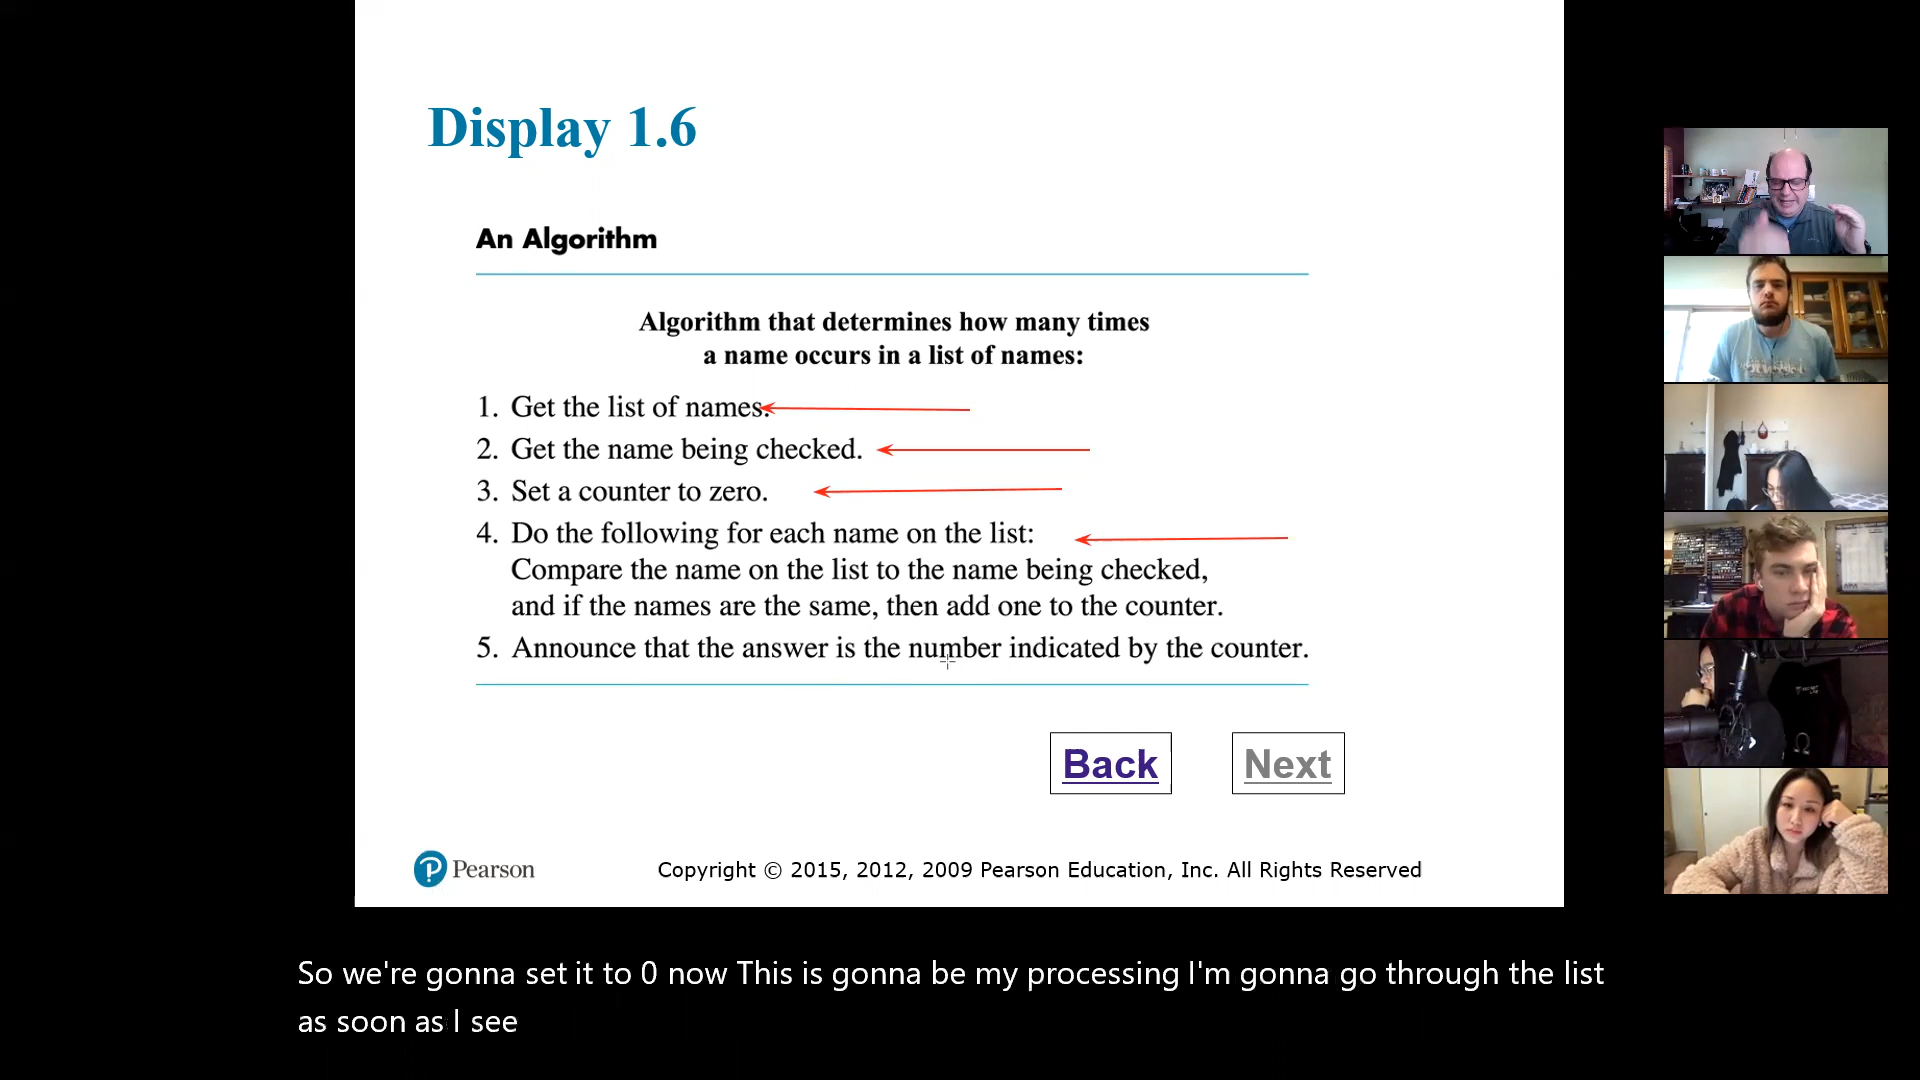 Display 1.6
An Algorithm
Algorithm that determines how many times
a name occurs in a list of names:
1. Get the list of names.
2. Get the name being checked.
3. Set a counter to zero.
4. Do the following for each name on the list:
Compare the name on the list to the name being checked,
and if the names are the same, then add one to the counter.
5. Announce that the answer is the number indicated by the counter.
Back
Next
Pearson
Copyright © 2015, 2012, 2009 Pearson Education, Inc. All Rights Reserved
So we're gonna set it to 0 now This is gonna be my processing I'm gonna go through the list
as soon as I see